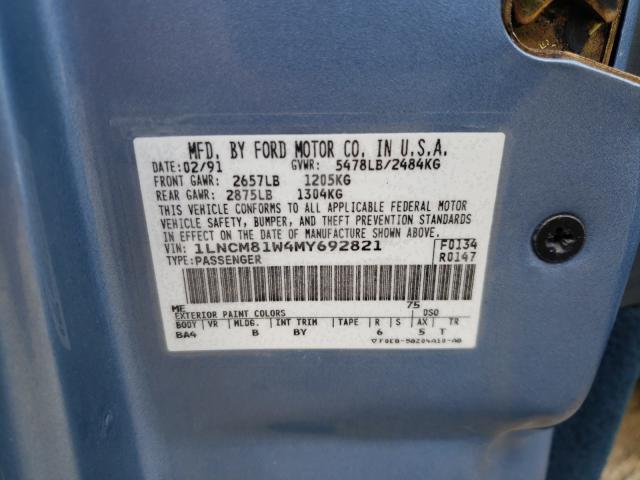 MFD. BY FORD MOTOR CO. IN U.S.A.
DATE: 02/91 GVWR: 5478LB/2484KG
FRONT GAWR: 2657LB 1205KG
REAR GAWR: 2875LB 1304KG
THIS VEHICLE CONFORMS TO ALL APPLICABLE FEDERAL MOTOR
VEHICLE SAFETY, BUMPER, AND THEFT PREVENTION STANDARDS
IN EFFECT ON THE DATE OF MANUFACTURE SHOWN ABOVE.
VIN: 1LNCM81W4MY692821 F0134
TYPE: PASSENGER R0147
ME 75
EXTERIOR PAINT COLORS DSO
BODY VR MLDG. INT TRIM TAPE R S AX TR
BA4 B BY 6 5 T